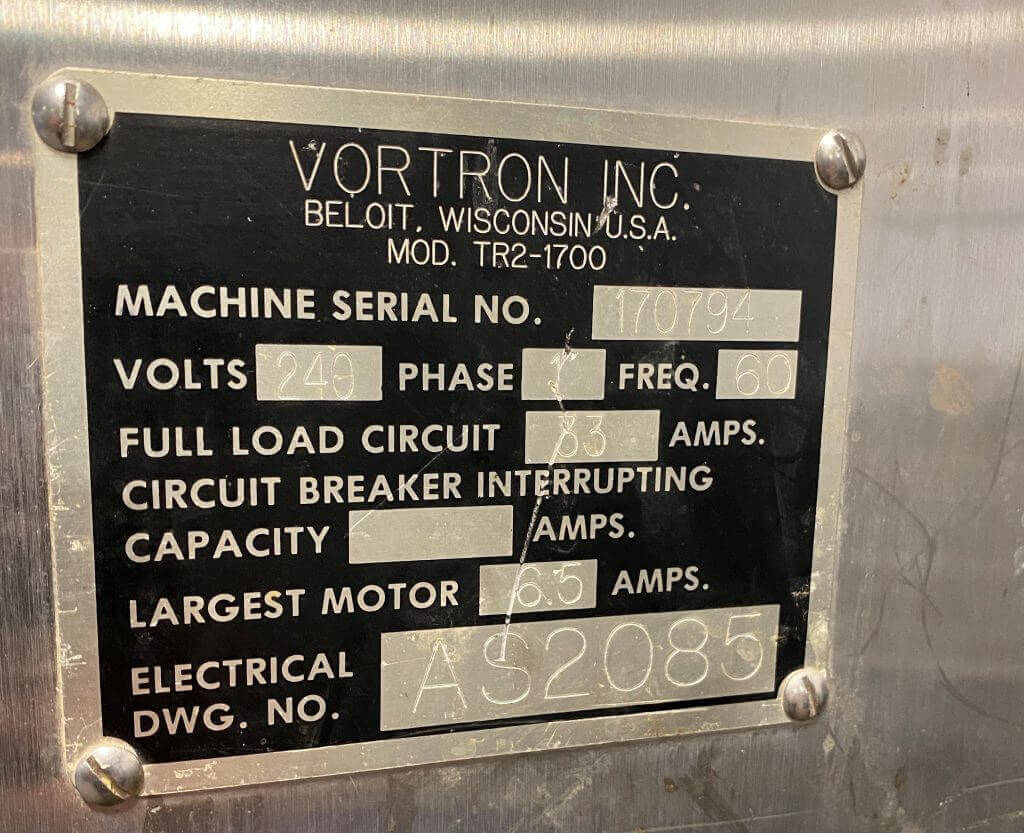 VORTRON INC.
BELOIT, WISCONSIN U.S.A.
MOD. TR2-1700
MACHINE SERIAL NO. 170794
VOLTS 240 PHASE 1 FREQ. 60
FULL LOAD CIRCUIT 33 AMPS.
CIRCUIT BREAKER INTERRUPTING
CAPACITY AMPS.
LARGEST MOTOR 6.5 AMPS.
ELECTRICAL
DWG. NO. AS2085